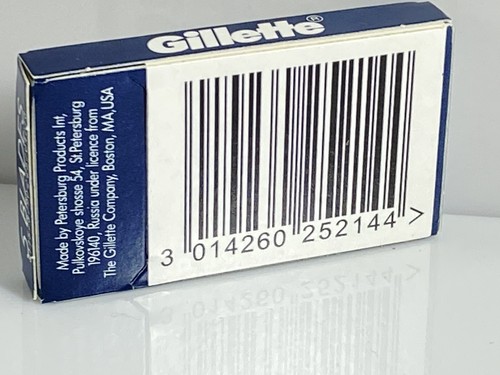 Gillette®
Made by Petersburg Products Int,
Pulkovskoye shosse 54, St.Petersburg
196140, Russia under licence from
The Gillette Company, Boston, MA,USA
3 014260 252144 >